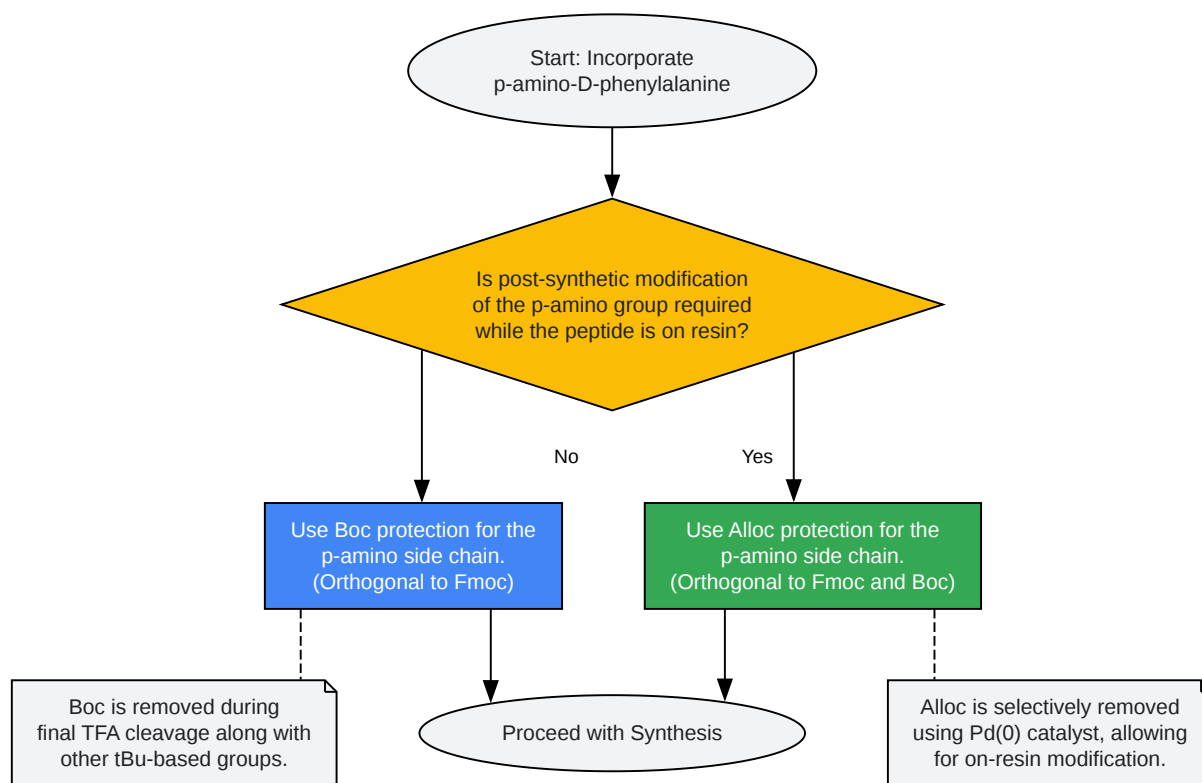 Start: Incorporate
p-amino-D-phenylalanine
Is post-synthetic modification
of the p-amino group required
while the peptide is on resin?
No
Yes
Use Boc protection for the
p-amino side chain.
(Orthogonal to Fmoc)
Use Alloc protection for the
p-amino side chain.
(Orthogonal to Fmoc and Boc)
Boc is removed during
final TFA cleavage along with
other tBu-based groups.
Proceed with Synthesis
Alloc is selectively removed
using Pd(0) catalyst, allowing
for on-resin modification.